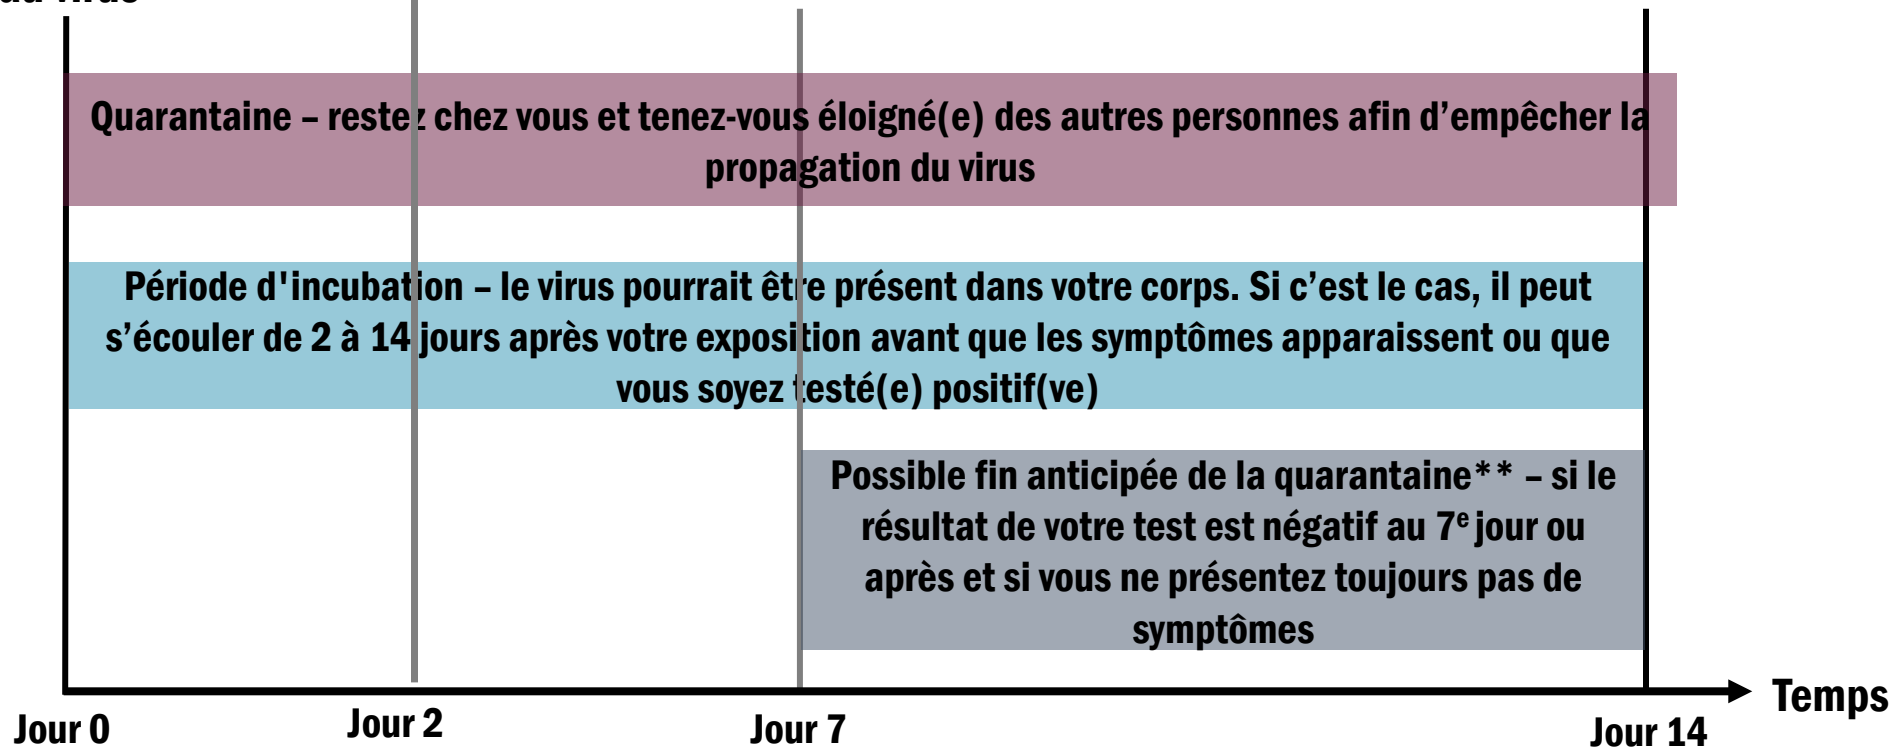 du virus
Quarantaine – restez chez vous et tenez-vous éloigné(e) des autres personnes afin d’empêcher la
propagation du virus
Période d'incubation – le virus pourrait être présent dans votre corps. Si c’est le cas, il peut
s’écouler de 2 à 14 jours après votre exposition avant que les symptômes apparaissent ou que
vous soyez testé(e) positif(ve)
Possible fin anticipée de la quarantaine** – si le
résultat de votre test est négatif au 7e jour ou
après et si vous ne présentez toujours pas de
symptômes
Temps
Jour 0
Jour 2
Jour 7
Jour 14